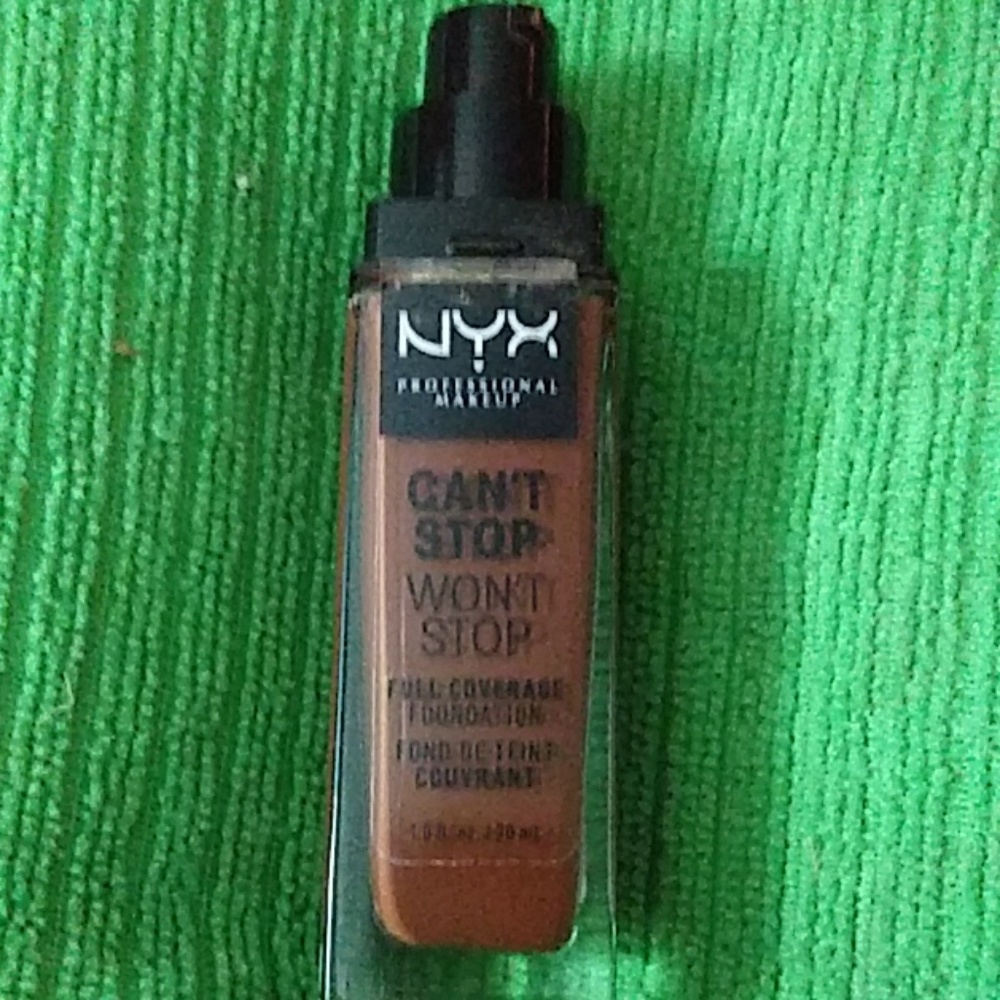 NYX
PROFESSIONAL
MAKEUP
CAN'T
STOP
WON'T
STOP
FULL COVERAGE
FOUNDATION
FOND DE TEINT
COUVRANT